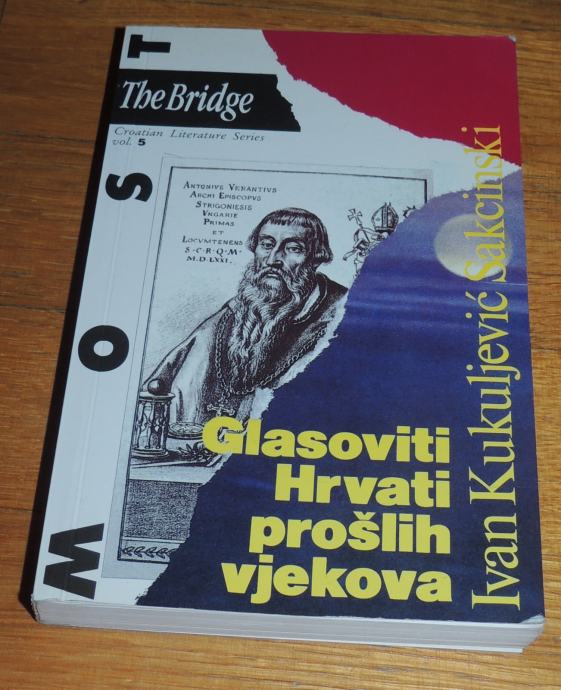 MOST
The Bridge
Croatian Literature Series
vol. 5
ANTONIVS VERANTIVS
ARCHI EPISCOPVS
STRIGONIESIS
VNGARIE
PRIMAS
ET
LOCVMTENENS
S·C·R·Q·M·
M.D.LXXI.
Glasoviti
Hrvati
prošlih
vjekova
Ivan Kukuljević Sakcinski